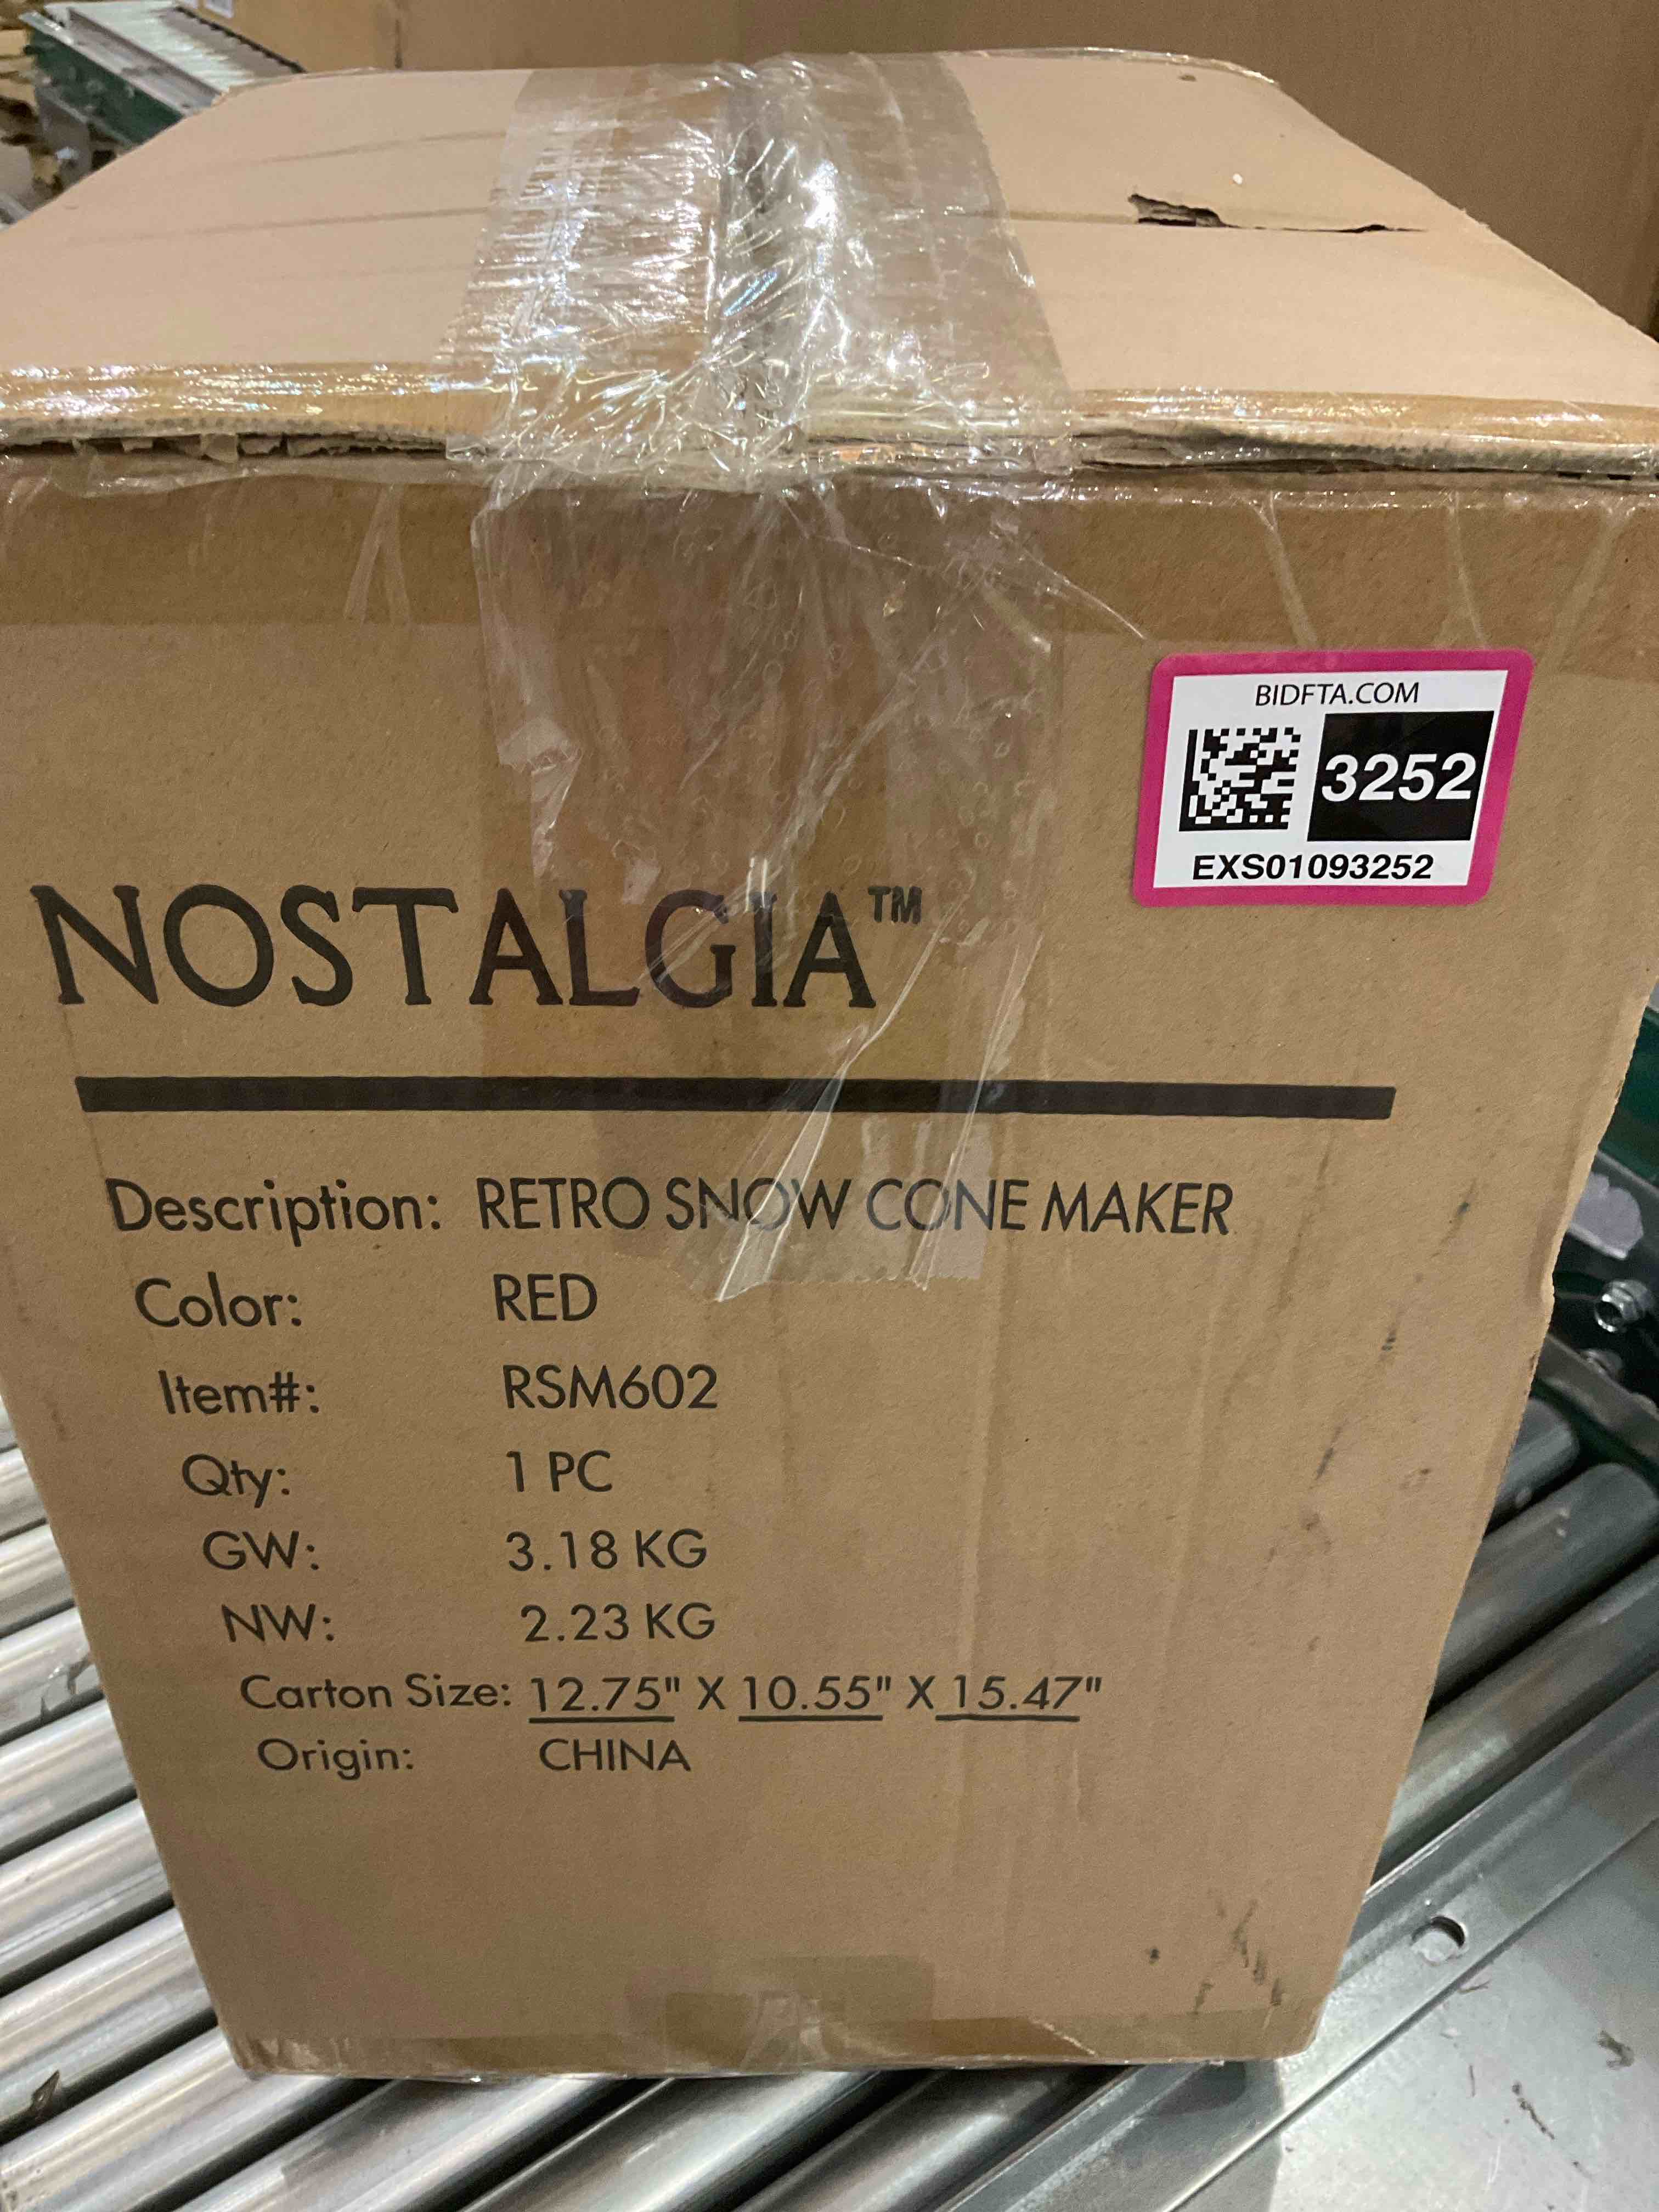 BIDFTA.COM
3252
EXS01093252
NOSTALGIA™
Description: RETRO SNOW CONE MAKER
Color: RED
Item#: RSM602
Qty: 1 PC
GW: 3.18 KG
NW: 2.23 KG
Carton Size: 12.75" X 10.55" X 15.47"
Origin: CHINA